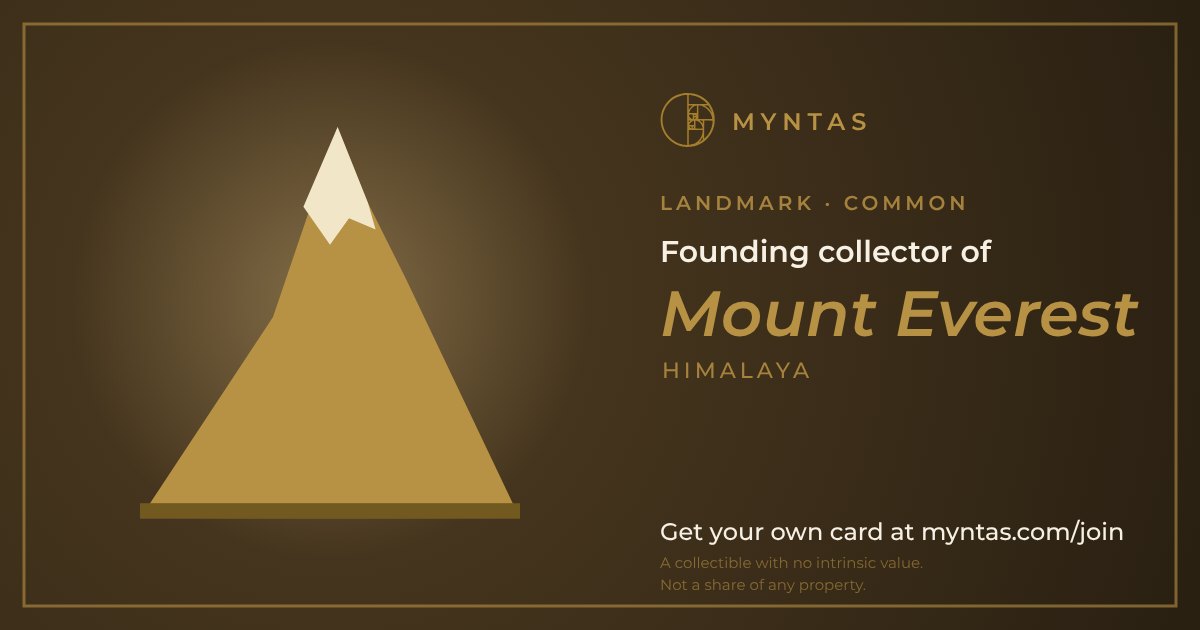 MYNTAS
LANDMARK · COMMON
Founding collector of
Mount Everest
HIMALAYA
Get your own card at myntas.com/join
A collectible with no intrinsic value.
Not a share of any property.